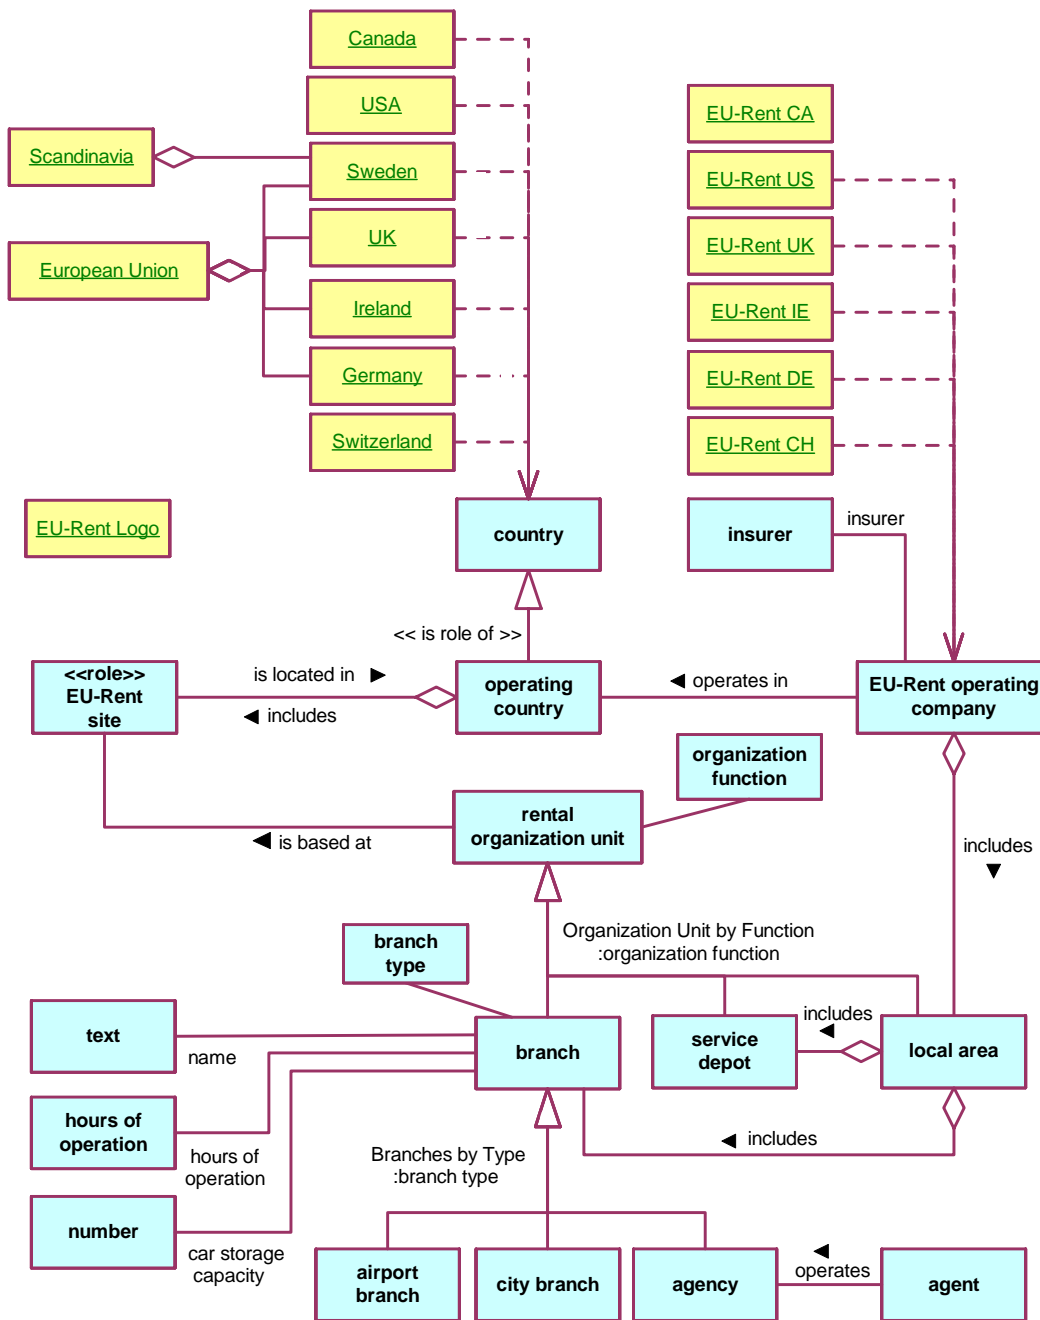 Canada
USA
EU-Rent CA
Scandinavia
Sweden
EU-Rent US
UK
EU-Rent UK
European Union
Ireland
EU-Rent IE
Germany
EU-Rent DE
Switzerland
EU-Rent CH
EU-Rent Logo
country
insurer
insurer
<< is role of >>
<<role>>
EU-Rent
site
is located in ►
◄ includes
operating
country
◄ operates in
EU-Rent operating
company
organization
function
rental
organization unit
◄ is based at
includes
▼
Organization Unit by Function
:organization function
branch
type
text
name
branch
service
depot
includes
◄
local area
hours of
operation
hours of
operation
◄ includes
Branches by Type
:branch type
number
car storage
capacity
airport
branch
city branch
agency
◄
operates
agent